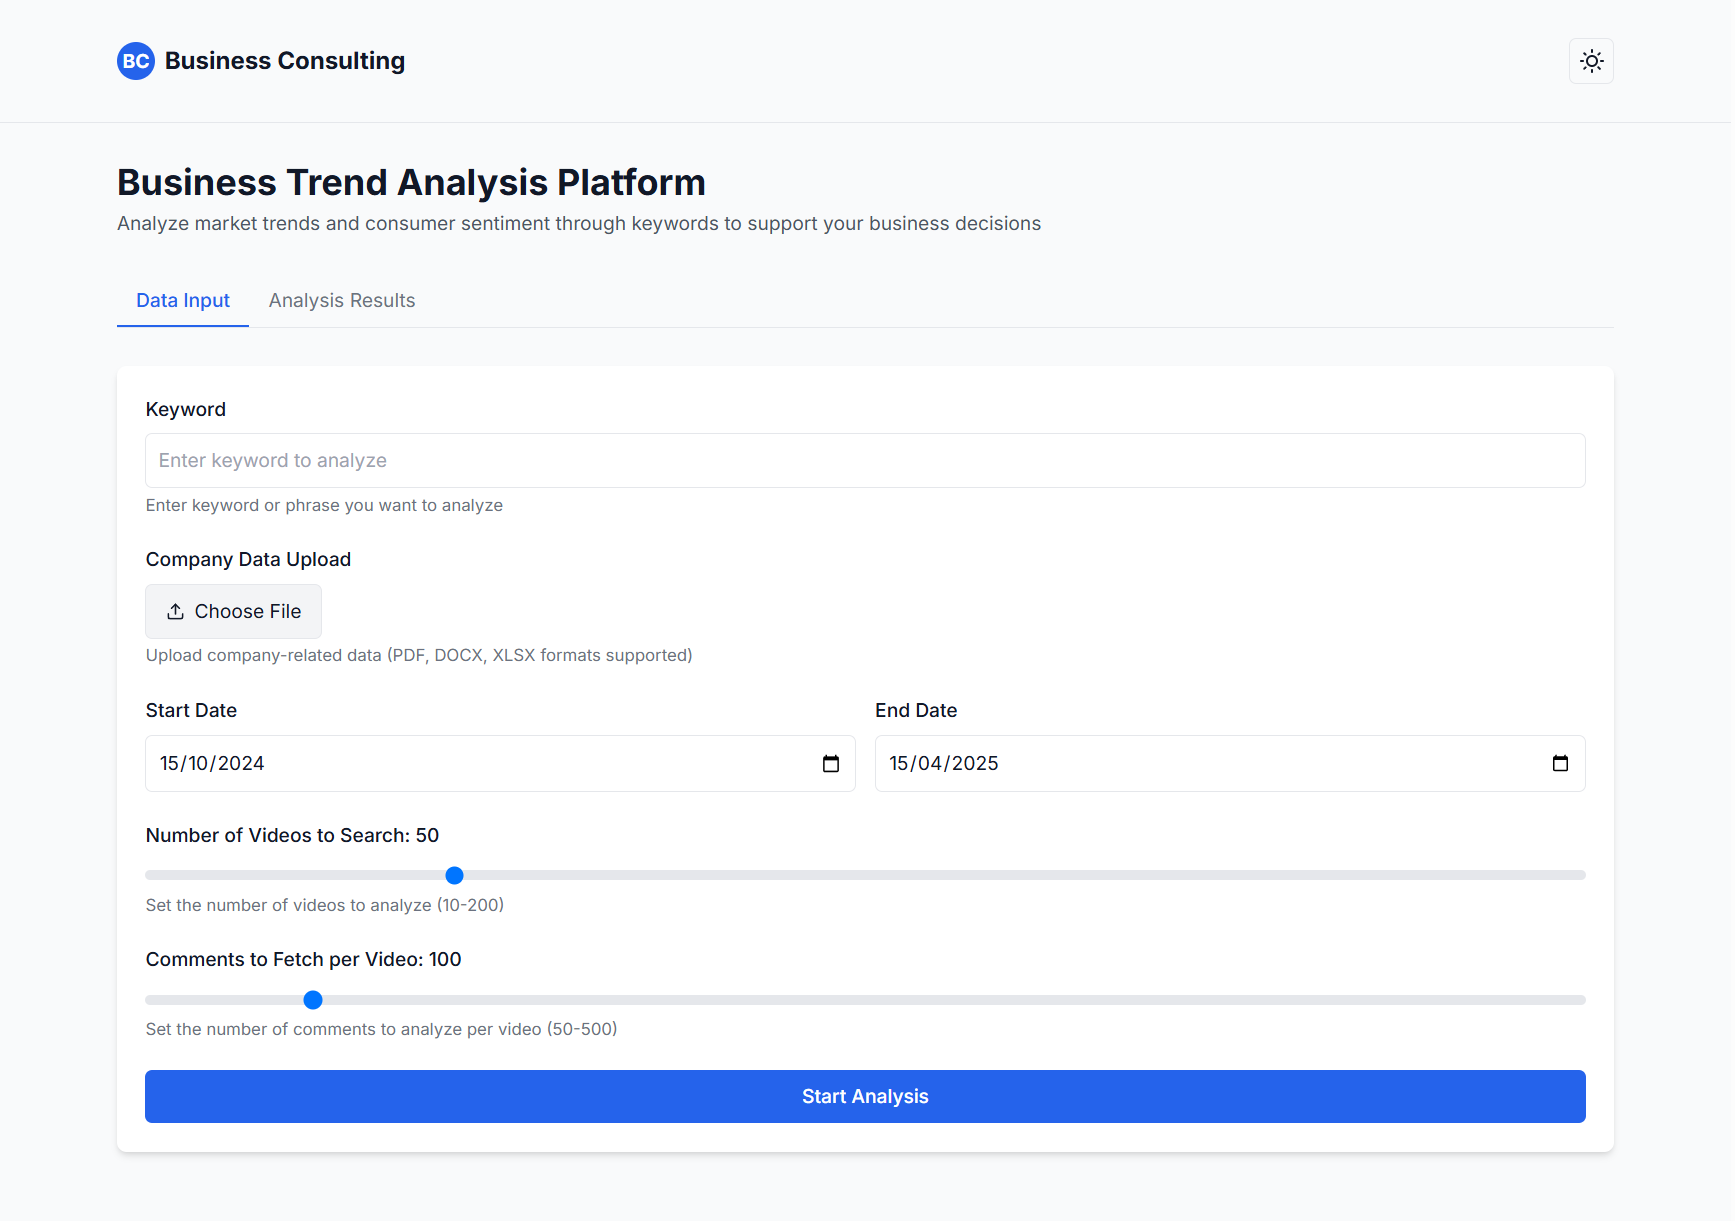 BC Business Consulting
Business Trend Analysis Platform
Analyze market trends and consumer sentiment through keywords to support your business decisions
Data Input Analysis Results
Keyword
Enter keyword to analyze
Enter keyword or phrase you want to analyze
Company Data Upload
Choose File
Upload company-related data (PDF, DOCX, XLSX formats supported)
Start Date End Date
15/10/2024 15/04/2025
Number of Videos to Search: 50
Set the number of videos to analyze (10-200)
Comments to Fetch per Video: 100
Set the number of comments to analyze per video (50-500)
Start Analysis